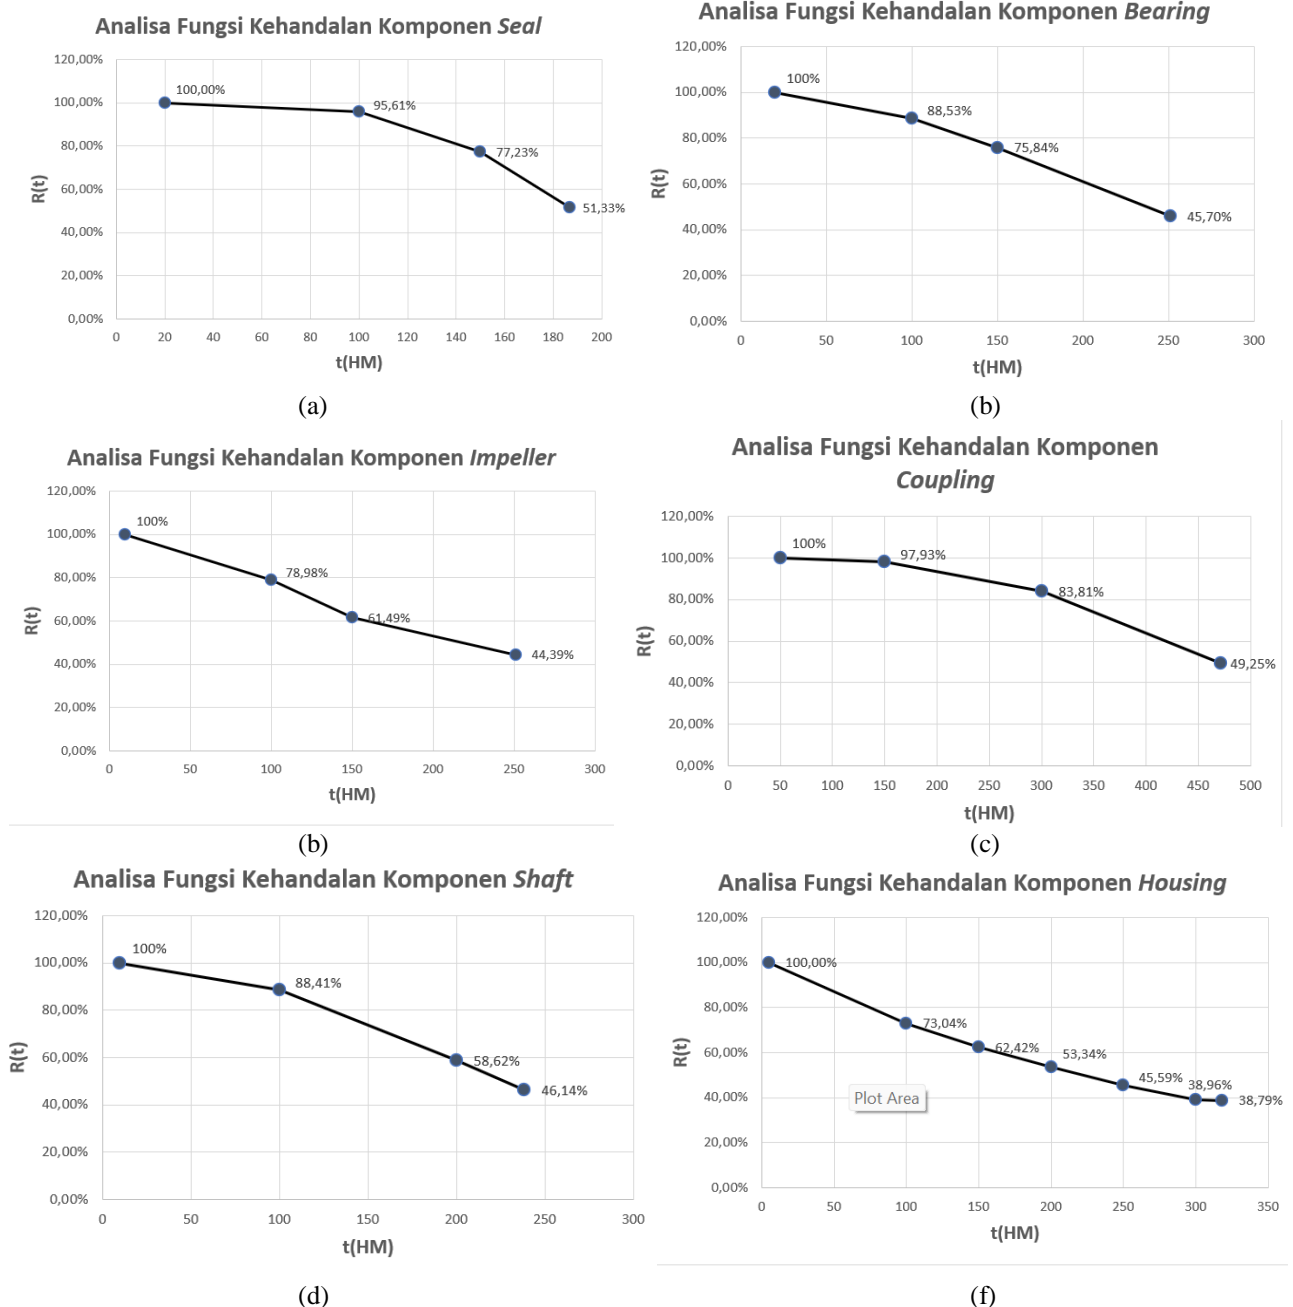 Analisa Fungsi Kehandalan Komponen Seal
120,00%
100,00%
80,00%
60,00%
40,00%
20,00%
0,00%
R(t)
100,00%
95,61%
77,23%
51,33%
0 20 40 60 80 100 120 140 160 180 200
t(HM)
(a)
Analisa Fungsi Kehandalan Komponen Bearing
120,00%
100,00%
80,00%
60,00%
40,00%
20,00%
0,00%
R(t)
100%
88,53%
75,84%
45,70%
0 50 100 150 200 250 300
t(HM)
(b)
Analisa Fungsi Kehandalan Komponen Impeller
120,00%
100,00%
80,00%
60,00%
40,00%
20,00%
0,00%
R(t)
100%
78,98%
61,49%
44,39%
0 50 100 150 200 250 300
t(HM)
(b)
Analisa Fungsi Kehandalan Komponen
Coupling
120,00%
100,00%
80,00%
60,00%
40,00%
20,00%
0,00%
R(t)
100%
97,93%
83,81%
49,25%
0 50 100 150 200 250 300 350 400 450 500
t(HM)
(c)
Analisa Fungsi Kehandalan Komponen Shaft
120,00%
100,00%
80,00%
60,00%
40,00%
20,00%
0,00%
R(t)
100%
88,41%
58,62%
46,14%
0 50 100 150 200 250 300
t(HM)
(d)
Analisa Fungsi Kehandalan Komponen Housing
120,00%
100,00%
80,00%
60,00%
40,00%
20,00%
0,00%
R(t)
100,00%
73,04%
62,42%
53,34%
45,59%
38,96%
38,79%
Plot Area
0 50 100 150 200 250 300 350
t(HM)
(f)